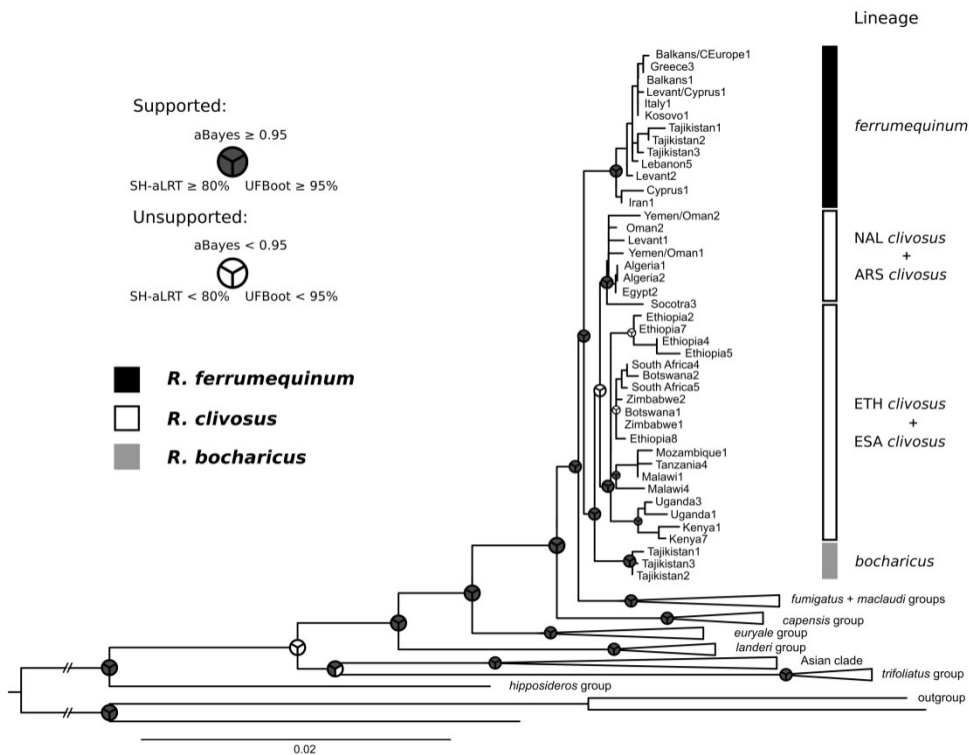 Lineage
Supported:
aBayes ≥ 0.95
SH-aLRT ≥ 80% UFBoot ≥ 95%
Unsupported:
aBayes < 0.95
SH-aLRT < 80% UFBoot < 95%
R. ferrumequinum
R. clivosus
R. bocharicus
Balkans/CEurope1
Greece3
Balkans1
Levant/Cyprus1
Italy1
Kosovo1
Tajikistan1
Tajikistan2
Tajikistan3
Lebanon5
Levant2
Cyprus1
Iran1
Yemen/Oman2
Oman2
Levant1
Yemen/Oman1
Algeria1
Algeria2
Egypt2
Socotra3
Ethiopia2
Ethiopia7
Ethiopia4
Ethiopia5
South Africa4
Botswana2
South Africa5
Zimbabwe2
Botswana1
Zimbabwe1
Ethiopia8
Mozambique1
Tanzania4
Malawi1
Malawi4
Uganda3
Uganda1
Kenya1
Kenya7
Tajikistan1
Tajikistan3
Tajikistan2
ferrumequinum
NAL clivosus
+
ARS clivosus
ETH clivosus
+
ESA clivosus
bocharicus
fumigatus + maclaudi groups
capensis group
euryale group
landeri group
Asian clade
trifoliatus group
hipposideros group
outgroup
0.02